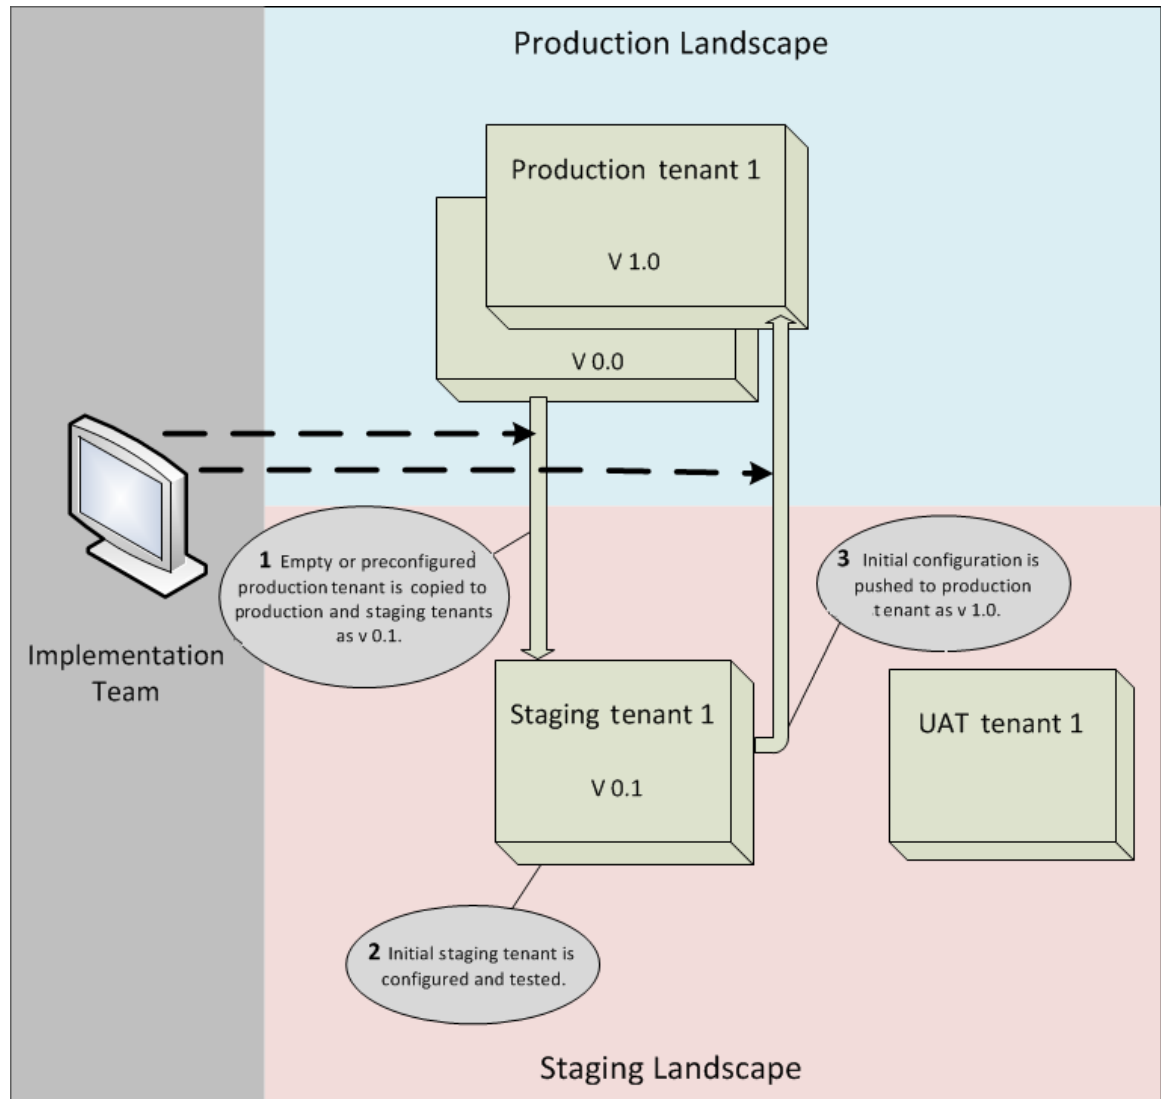 Production Landscape
Production tenant 1
V 1.0
V 0.0
1 Empty or preconfigured
production tenant is copied to
production and staging tenants
as v 0.1.
3 Initial configuration is
pushed to production
tenant as v 1.0.
Implementation
Team
Staging tenant 1
V 0.1
UAT tenant 1
2 Initial staging tenant is
configured and tested.
Staging Landscape